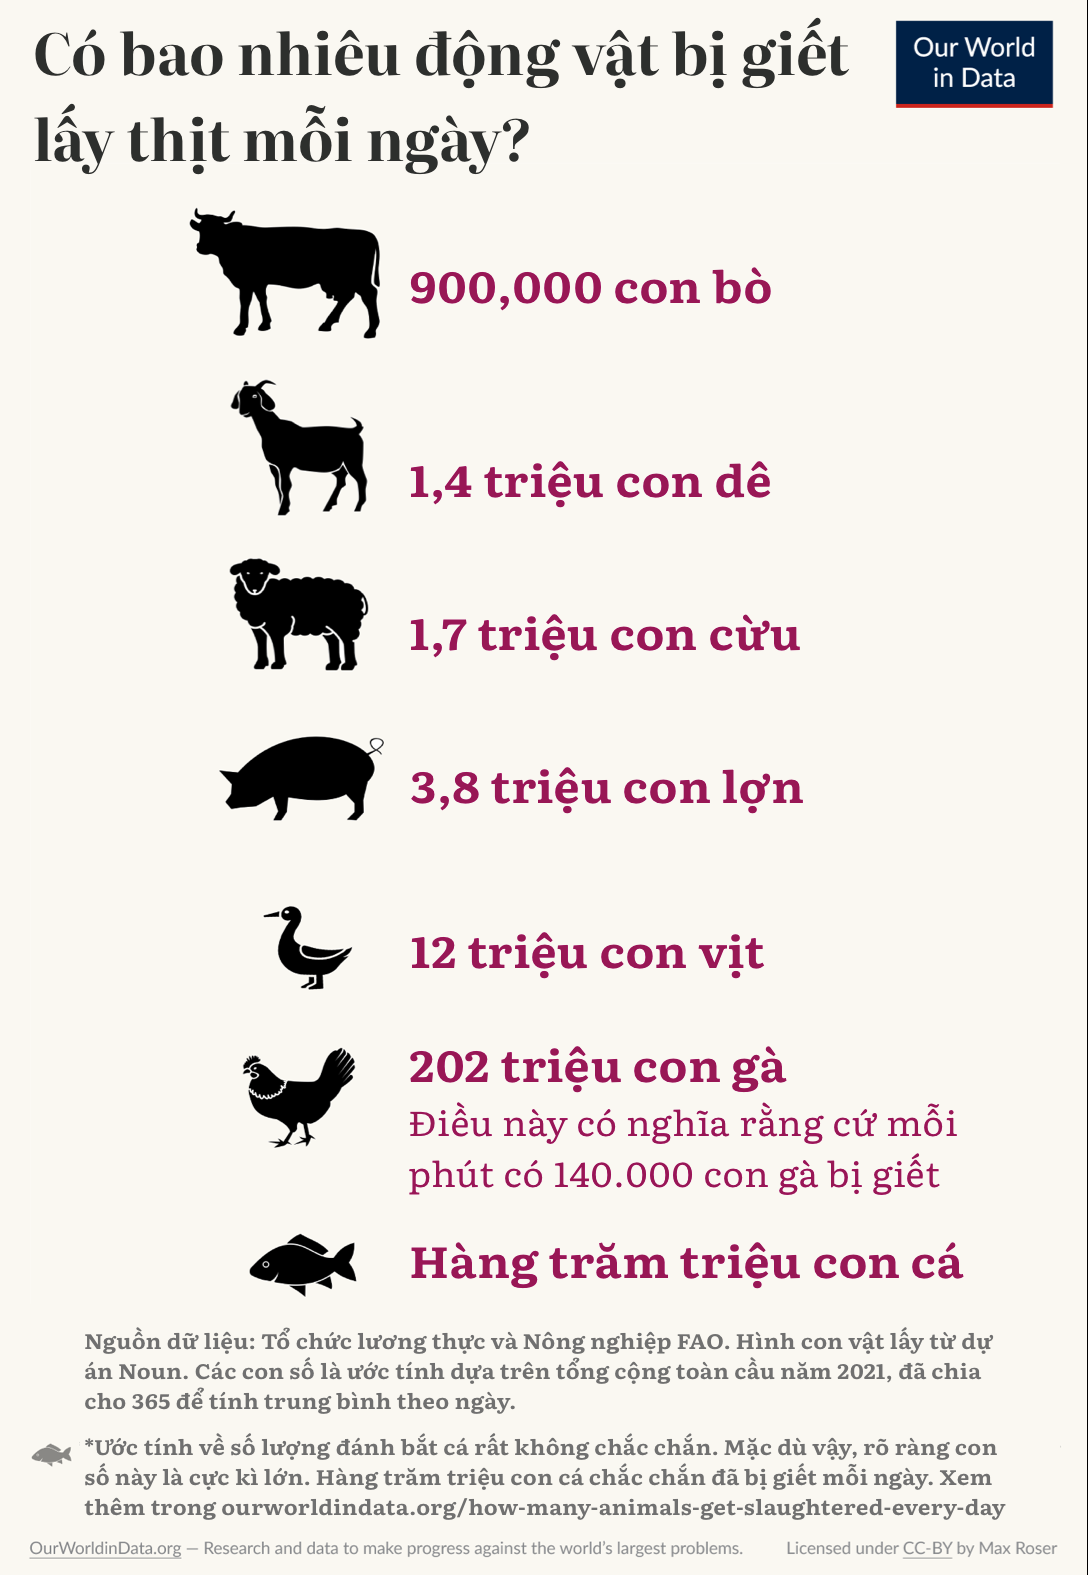 Có bao nhiêu động vật bị giết
lấy thịt mỗi ngày?
Our World
in Data
900,000 con bò
1,4 triệu con dê
1,7 triệu con cừu
3,8 triệu con lợn
12 triệu con vịt
202 triệu con gà
Điều này có nghĩa rằng cứ mỗi
phút có 140.000 con gà bị giết
Hàng trăm triệu con cá
Nguồn dữ liệu: Tổ chức lương thực và Nông nghiệp FAO. Hình con vật lấy từ dự
án Noun. Các con số là ước tính dựa trên tổng cộng toàn cầu năm 2021, đã chia
cho 365 để tính trung bình theo ngày.
*Ước tính về số lượng đánh bắt cá rất không chắc chắn. Mặc dù vậy, rõ ràng con
số này là cực kì lớn. Hàng trăm triệu con cá chắc chắn đã bị giết mỗi ngày. Xem
thêm trong ourworldindata.org/how-many-animals-get-slaughtered-every-day
OurWorldinData.org — Research and data to make progress against the world's largest problems.
Licensed under CC-BY by Max Roser